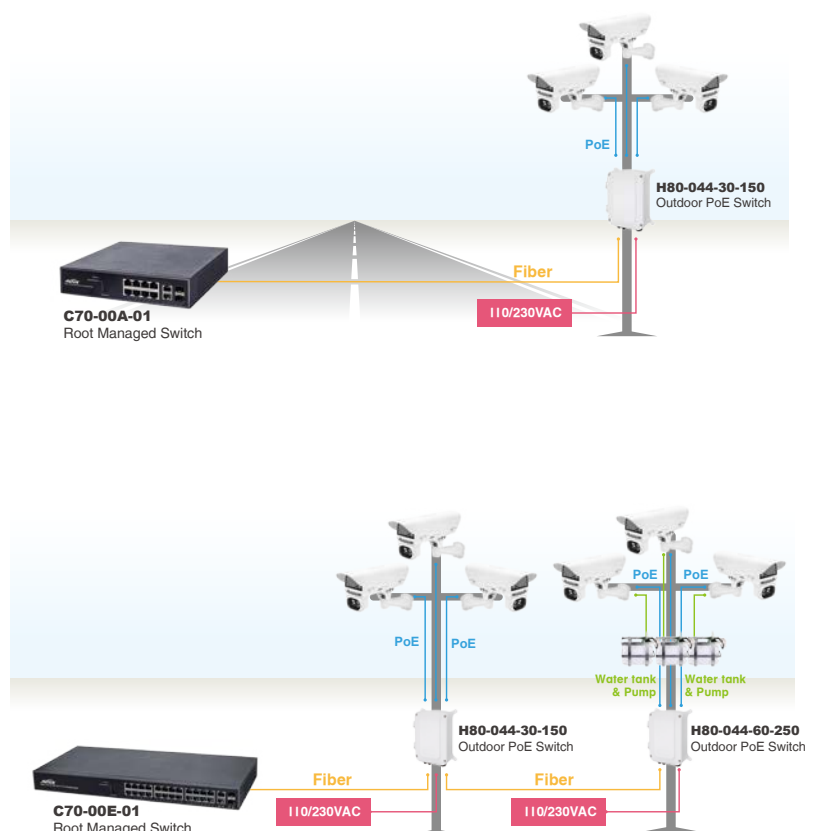 PoE
H80-044-30-150
Outdoor PoE Switch
Fiber
110/230VAC
C70-00A-01
Root Managed Switch
PoE PoE
PoE PoE
Water tank
& Pump
Water tank
& Pump
H80-044-30-150
Outdoor PoE Switch
H80-044-60-250
Outdoor PoE Switch
Fiber
Fiber
110/230VAC
110/230VAC
C70-00E-01
Root Managed Switch